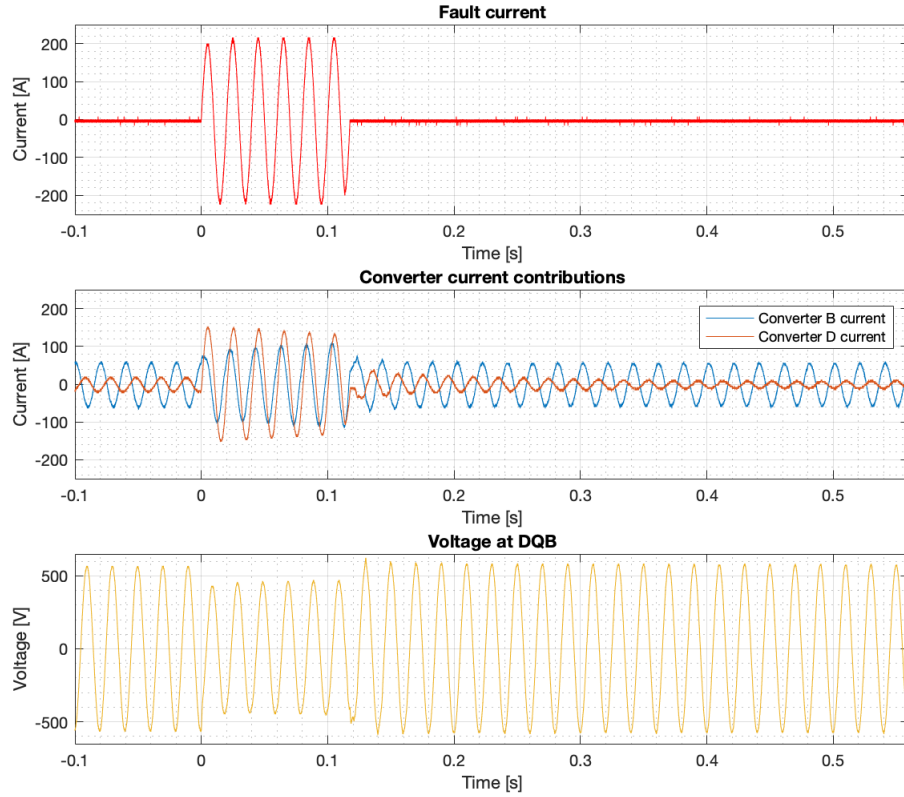 Fault current
Current [A]
200
100
0
-100
-200
-0.1 0 0.1 0.2 0.3 0.4 0.5
Time [s]
Converter current contributions
Current [A]
200
100
0
-100
-200
Converter B current
Converter D current
-0.1 0 0.1 0.2 0.3 0.4 0.5
Time [s]
Voltage at DQB
Voltage [V]
500
0
-500
-0.1 0 0.1 0.2 0.3 0.4 0.5
Time [s]